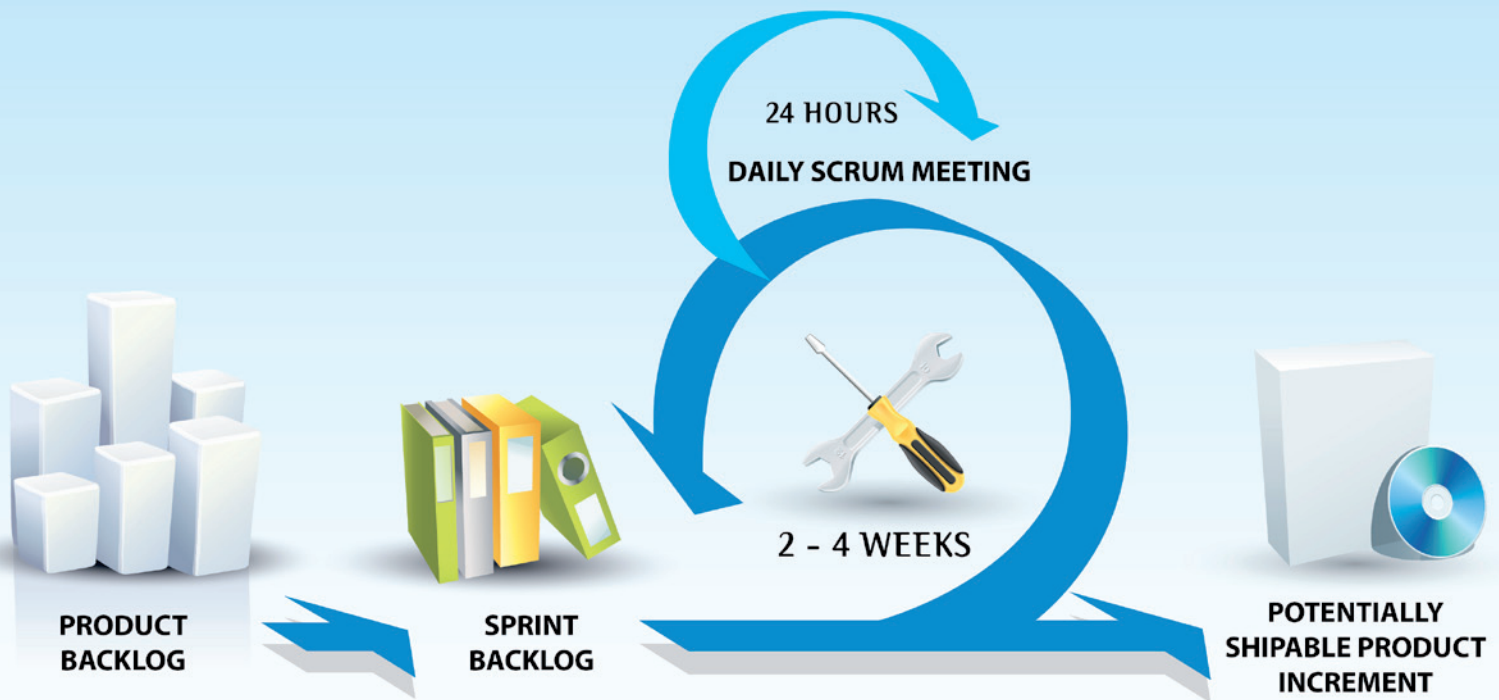 24 HOURS
DAILY SCRUM MEETING
2 - 4 WEEKS
PRODUCT
BACKLOG
SPRINT
BACKLOG
POTENTIALLY
SHIPABLE PRODUCT
INCREMENT